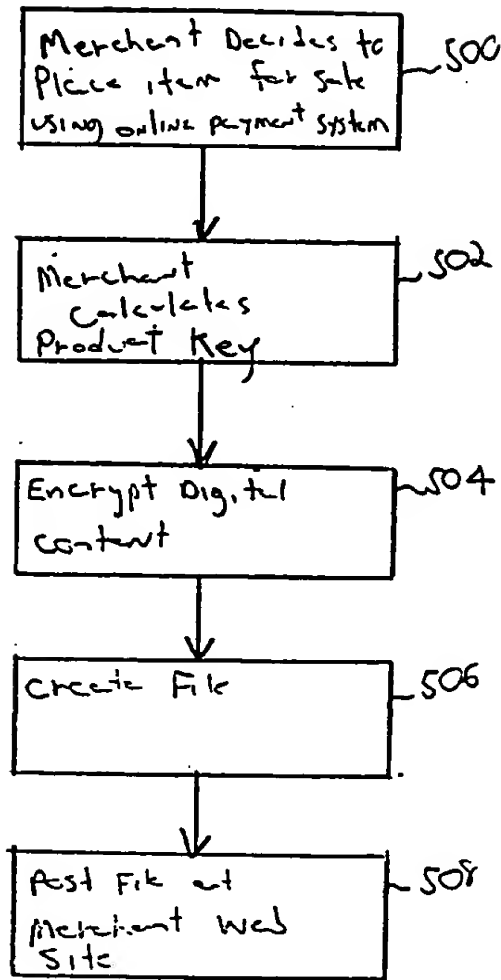 Merchant Decides to
Place item for sale
using online payment system
500
Merchant
calculates
Product Key
502
Encrypt Digital
content
504
Create File
506
Post File at
Merchant Web
Site
508